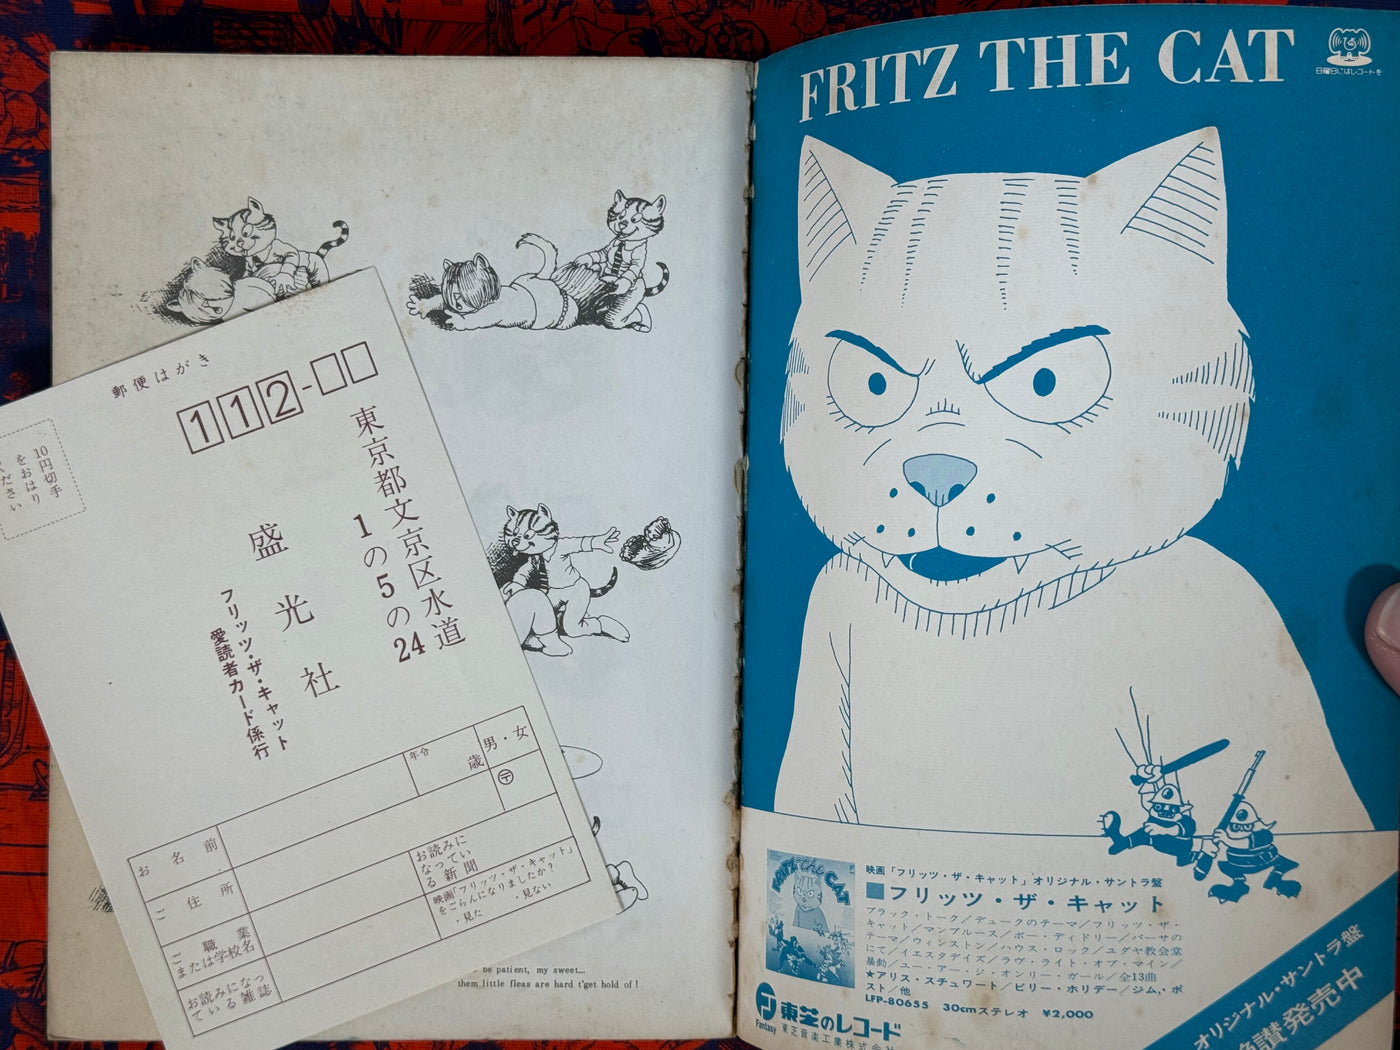 郵便はがき
112-
10円切手
をおはり
ください
東京都文京区水道
1の5の24
盛光社
フリッツ・ザ・キャット
愛読者カード係行
年令
歳
男・女
〒
お名前
ご住所
ご職業
または学校名
お読みになっ
ている雑誌
お読みに
なってい
る新聞
映画「フリッツ・ザ・キャット」
をごらんになりましたか?
・見た ・見ない
be patient, my sweet...
them little fleas are hard t'get hold of !
FRITZ THE CAT
日曜日にはレコードを
FRITZ the CAT
映画「フリッツ・ザ・キャット」オリジナル・サントラ盤
■フリッツ・ザ・キャット
ブラック・トーク/デュークのテーマ/フリッツ・ザ・
キャット/マンブルース/ボー・ディドリー/バーサの
テーマ/ウィンストン/ハウス・ロック/ユダヤ教会堂
にて/イエスタデイズ/ラヴ・ライト・オブ・マイン/
暴動/ユー・アー・ジ・オンリー・ガール/全13曲
★アリス・スチュワート/ビリー・ホリデー/ジム・ポ
スト/他
LFP-80655 30cmステレオ ¥2,000
Fantasy
東芝のレコード
東芝音楽工業株式会
オリジナル・サントラ盤
絶賛発売中